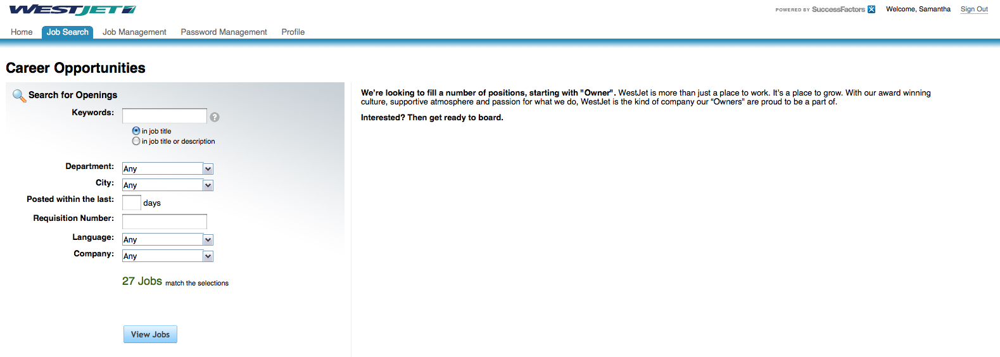 WESTJET
POWERED BY SuccessFactors Welcome, Samantha Sign Out
Home Job Search Job Management Password Management Profile
Career Opportunities
Search for Openings
Keywords:
?
in job title
in job title or description
Department: Any
City: Any
Posted within the last: days
Requisition Number:
Language: Any
Company: Any
27 Jobs match the selections
View Jobs
We're looking to fill a number of positions, starting with "Owner". WestJet is more than just a place to work. It's a place to grow. With our award winning
culture, supportive atmosphere and passion for what we do, WestJet is the kind of company our “Owners” are proud to be a part of.
Interested? Then get ready to board.